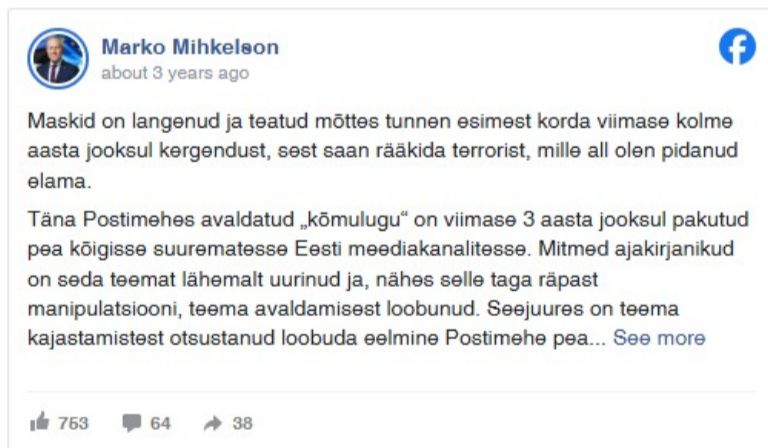 Marko Mihkelson
about 3 years ago
Maskid on langenud ja teatud mõttes tunnen esimest korda viimase kolme
aasta jooksul kergendust, sest saan rääkida terrorist, mille all olen pidanud
elama.
Täna Postimehes avaldatud „kõmulugu“ on viimase 3 aasta jooksul pakutud
pea kõigisse suurematesse Eesti meediakanalitesse. Mitmed ajakirjanikud
on seda teemat lähemalt uurinud ja, nähes selle taga räpast
manipulatsiooni, teema avaldamisest loobunud. Seejuures on teema
kajastamistest otsustanud loobuda eelmine Postimehe pea... See more
753 64 38